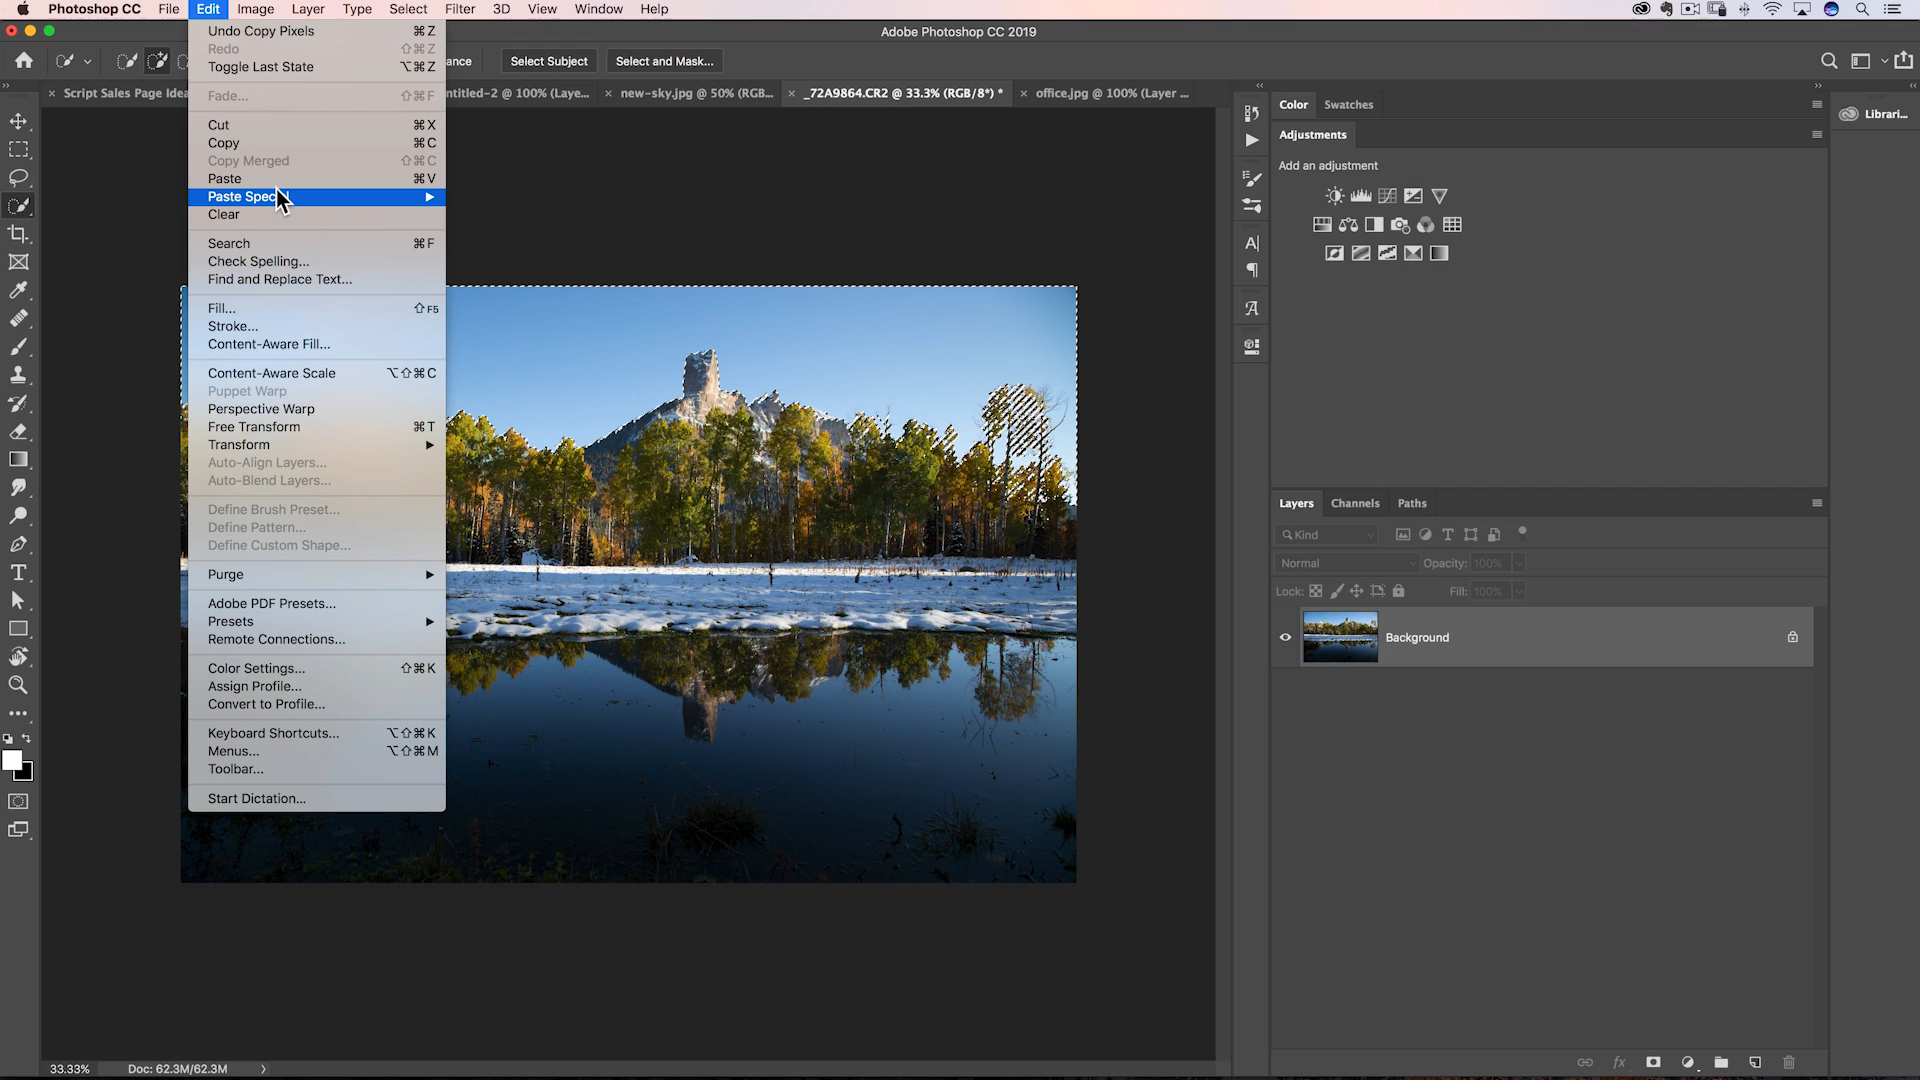 Photoshop CC File Edit Image Layer Type Select Filter 3D View Window Help
Adobe Photoshop CC 2019
ance Select Subject Select and Mask...
× Script Sales Page Idea ntitled-2 @ 100% (Laye... × new-sky.jpg @ 50% (RGB... × _72A9864.CR2 @ 33.3% (RGB/8*) * × office.jpg @ 100% (Layer ...
Undo Copy Pixels ⌘Z
Redo ⇧⌘Z
Toggle Last State ⌥⌘Z
Fade... ⇧⌘F
Cut ⌘X
Copy ⌘C
Copy Merged ⇧⌘C
Paste ⌘V
Paste Spec
Clear
Search ⌘F
Check Spelling...
Find and Replace Text...
Fill... ⇧F5
Stroke...
Content-Aware Fill...
Content-Aware Scale ⌥⇧⌘C
Puppet Warp
Perspective Warp
Free Transform ⌘T
Transform
Auto-Align Layers...
Auto-Blend Layers...
Define Brush Preset...
Define Pattern...
Define Custom Shape...
Purge
Adobe PDF Presets...
Presets
Remote Connections...
Color Settings... ⇧⌘K
Assign Profile...
Convert to Profile...
Keyboard Shortcuts... ⌥⇧⌘K
Menus... ⌥⇧⌘M
Toolbar...
Start Dictation...
Color Swatches
Librari...
Adjustments
Add an adjustment
Layers Channels Paths
Kind
Normal Opacity: 100%
Lock: Fill: 100%
Background
33.33% Doc: 62.3M/62.3M